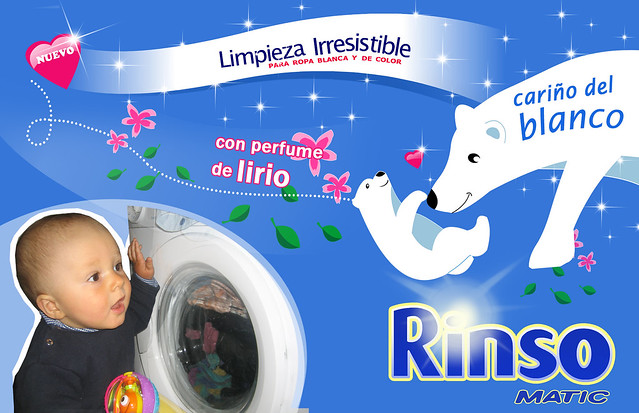 NUEVO
Limpieza Irresistible
PARA ROPA BLANCA Y DE COLOR
cariño del
blanco
con perfume
de lirio
Rinso
MATIC